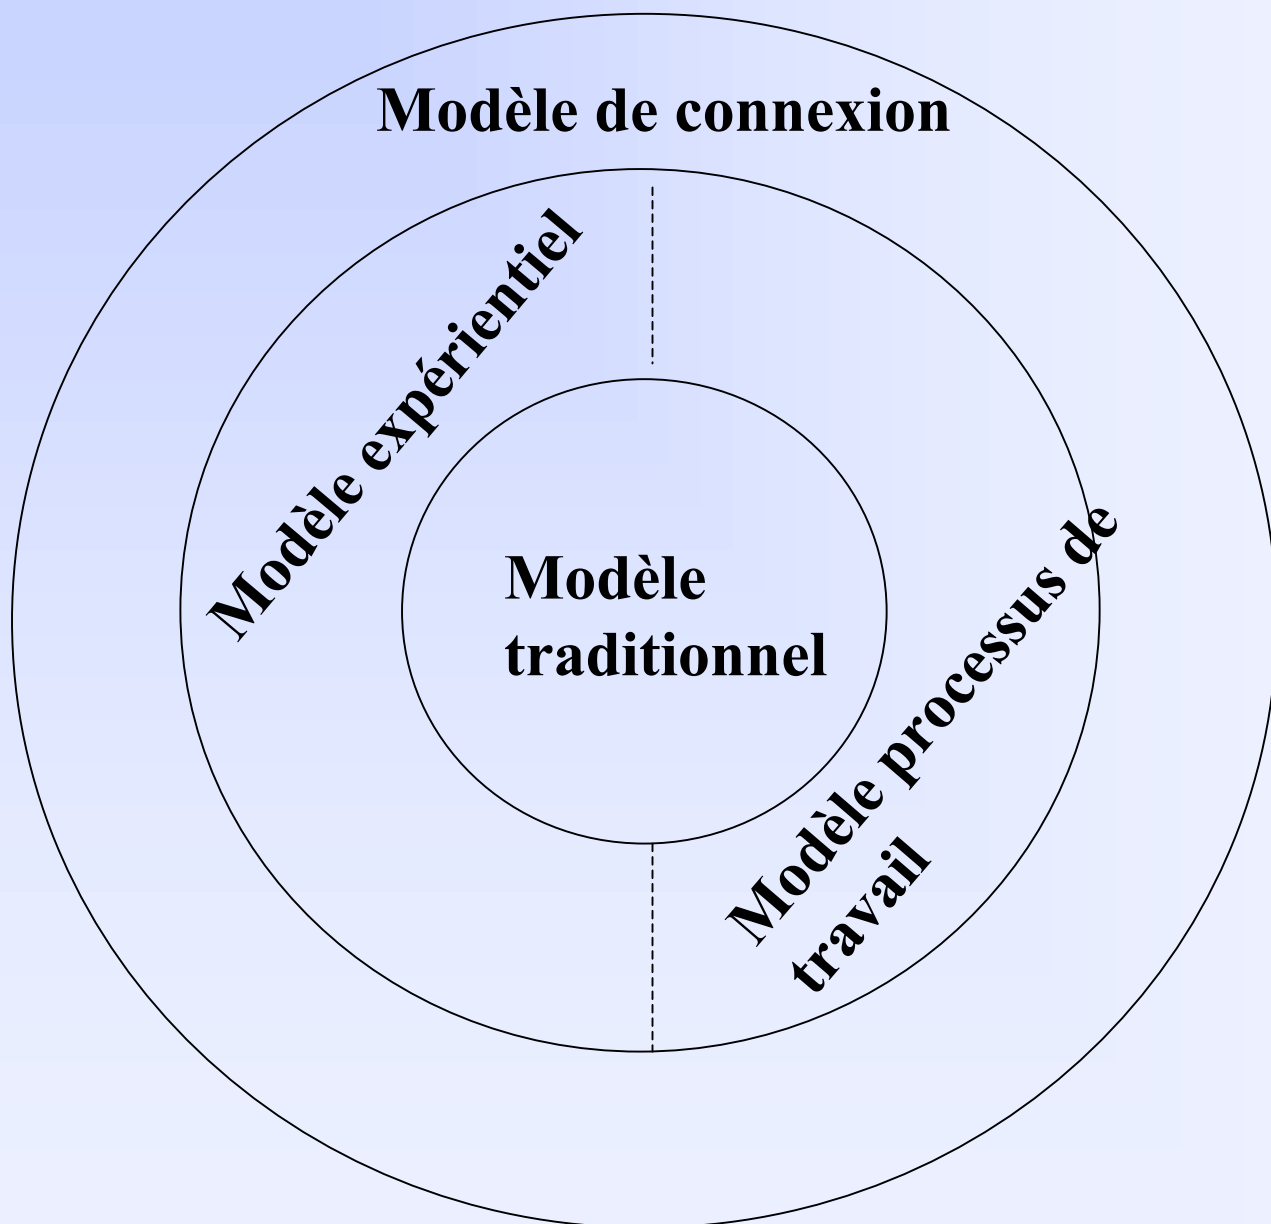 Modèle de connexion
Modèle expérientiel
Modèle
traditionnel
Modèle processus de
travail